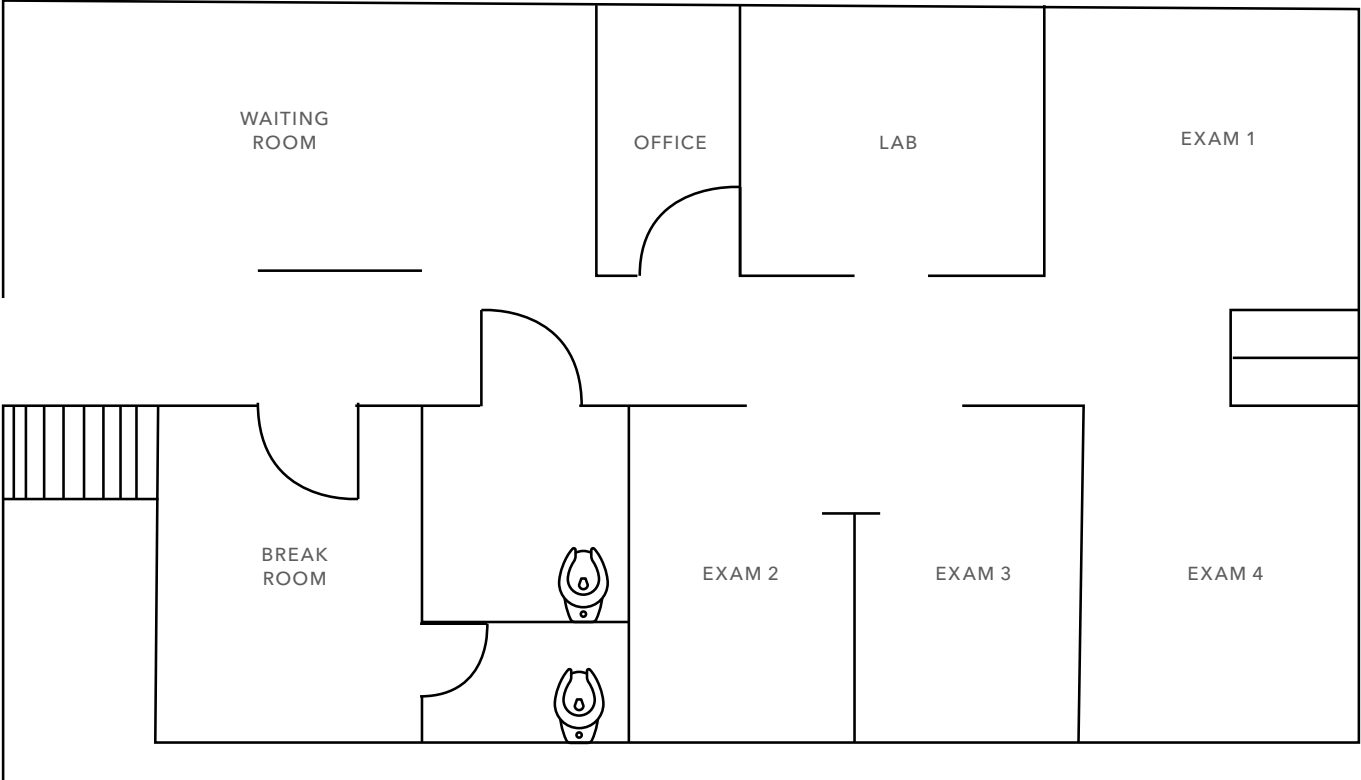 WAITING
ROOM
OFFICE
LAB
EXAM 1
BREAK
ROOM
EXAM 2
EXAM 3
EXAM 4